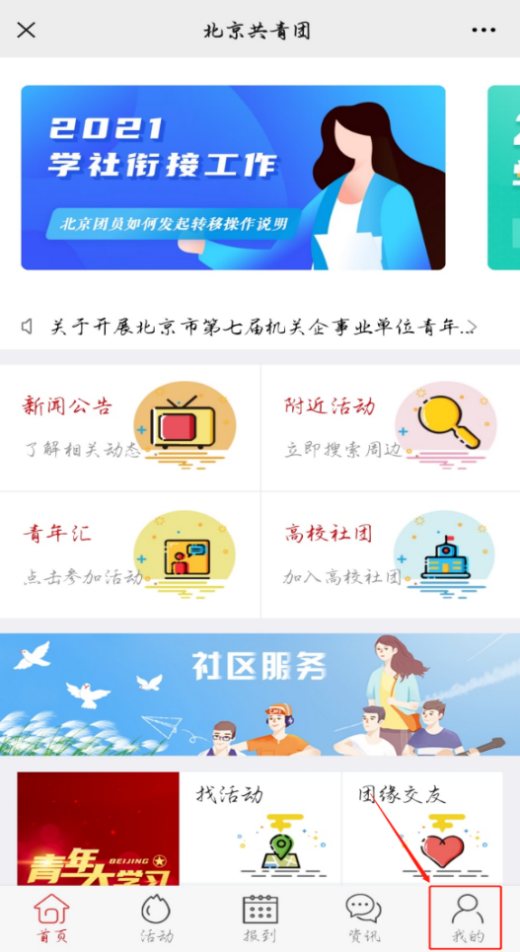 北京共青团
2021
学社衔接工作
北京团员如何发起转移操作说明
关于开展北京市第七届机关企事业单位青年...
新闻公告
附近活动
了解相关动态
立即搜索周边
青年汇
高校社团
点击参加活动
加入高校社团
社区服务
找活动
团缘交友
青年大学习
BEIJING
首页
活动
报到
资讯
我的